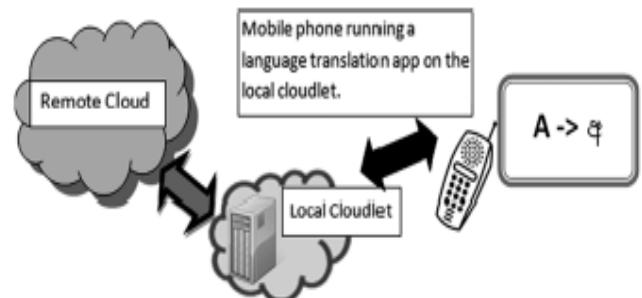 Mobile phone running a
language translation app on the
local cloudlet.
Remote Cloud
A -> අ
Local Cloudlet